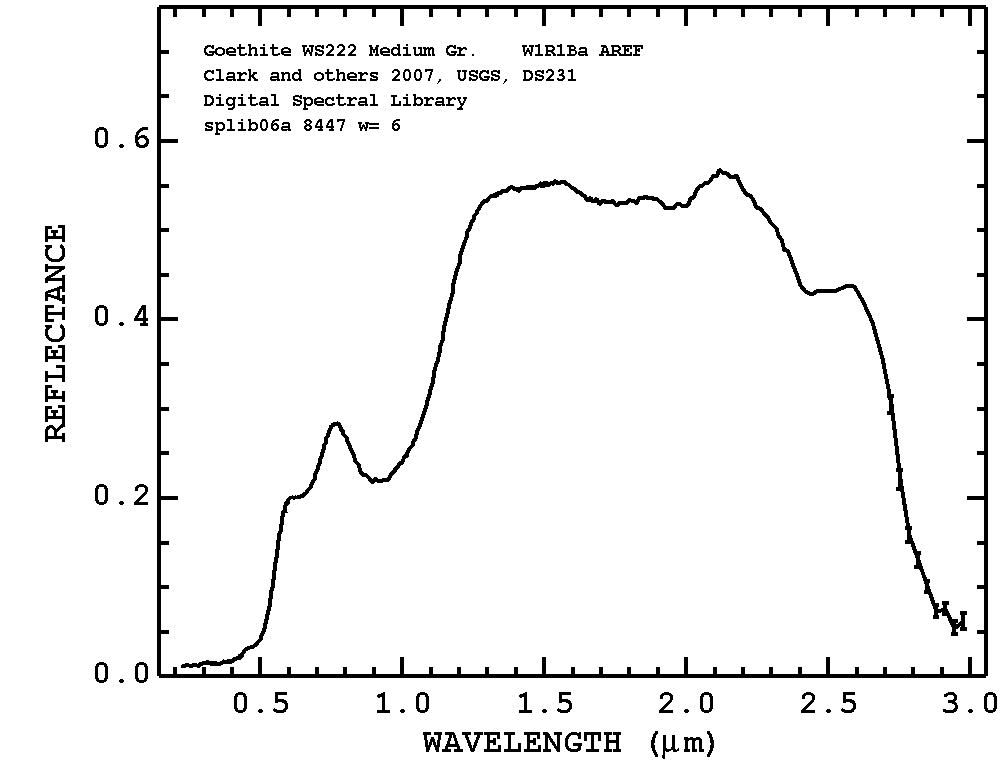 Goethite WS222 Medium Gr. W1R1Ba AREF
Clark and others 2007, USGS, DS231
Digital Spectral Library
splib06a 8447 w= 6
REFLECTANCE
0.6
0.4
0.2
0.0
0.5 1.0 1.5 2.0 2.5 3.0
WAVELENGTH (μm)